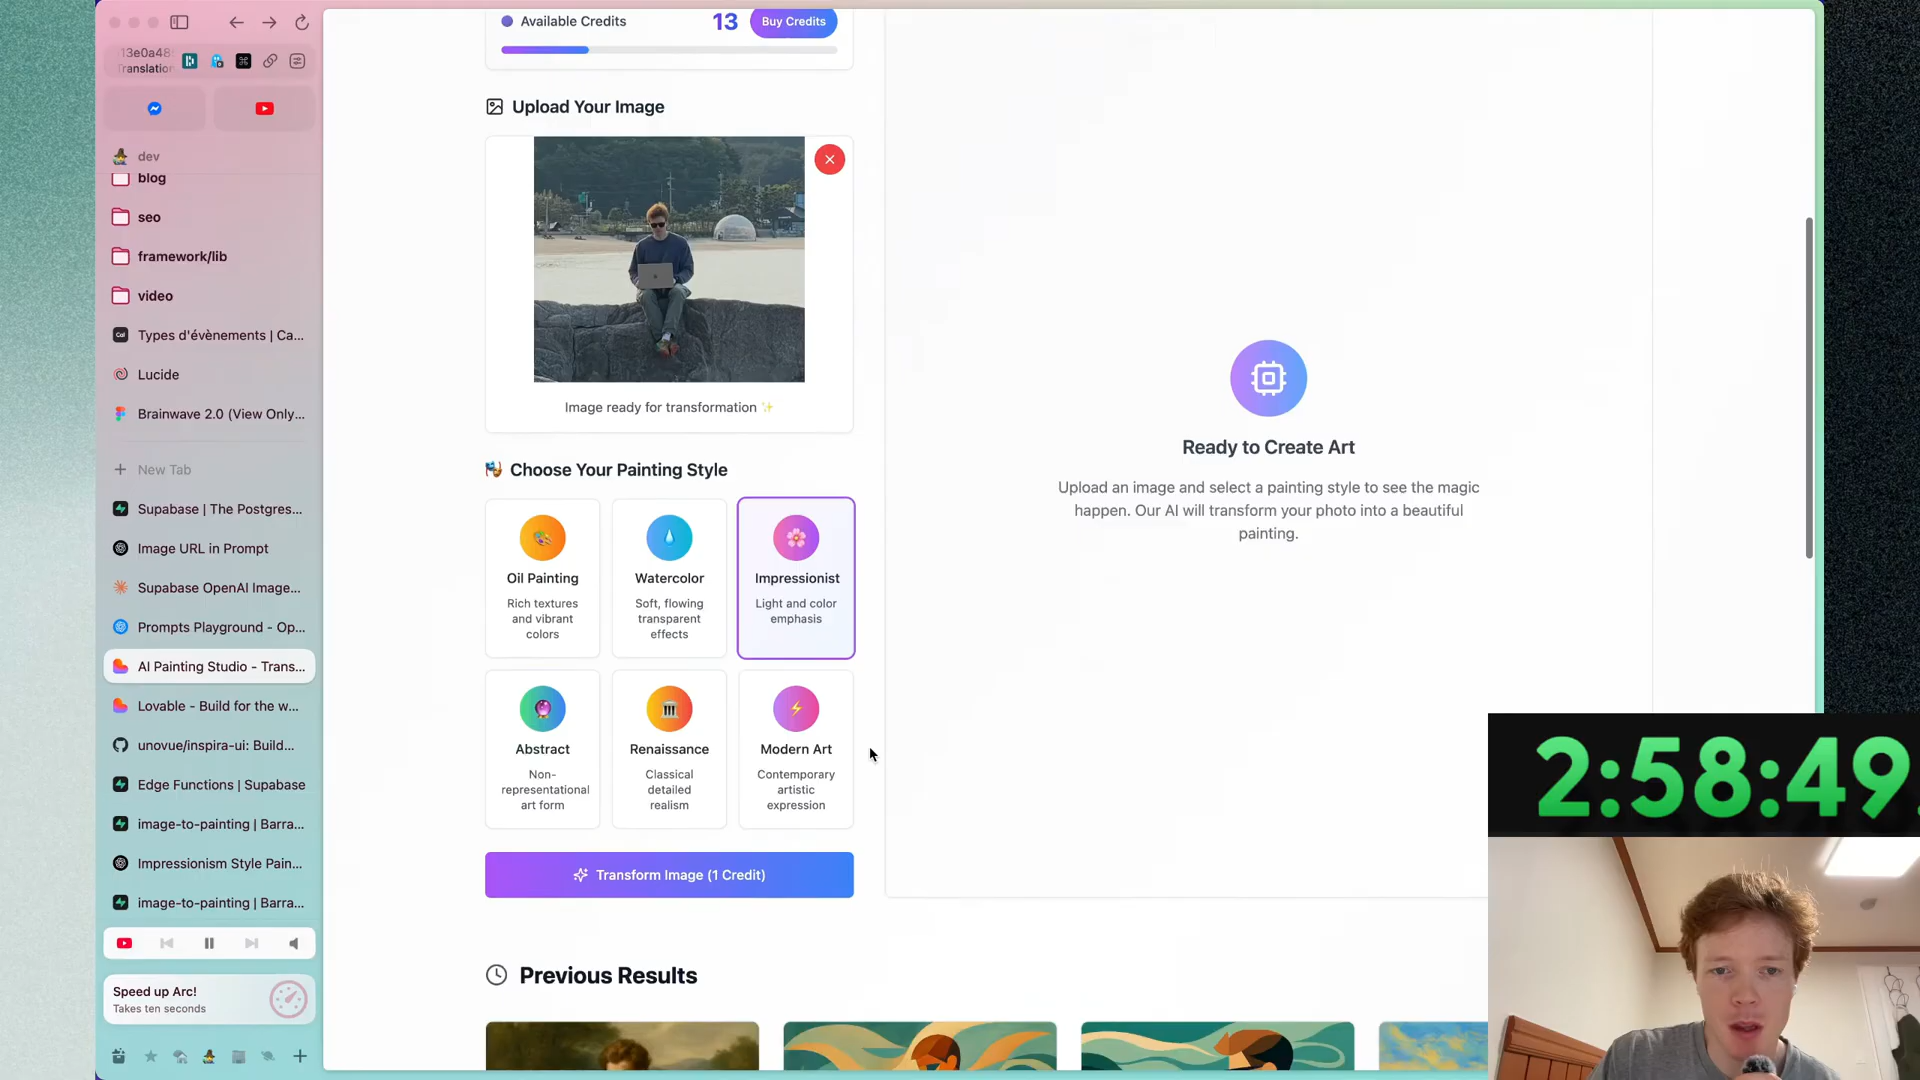 13e0a48
Translation
dev
blog
seo
framework/lib
video
Types d'évènements | Ca...
Lucide
Brainwave 2.0 (View Only...
New Tab
Supabase | The Postgres...
Image URL in Prompt
Supabase OpenAI Image...
Prompts Playground - Op...
AI Painting Studio - Trans...
Lovable - Build for the w...
unovue/inspira-ui: Build...
Edge Functions | Supabase
image-to-painting | Barra...
Impressionism Style Pain...
image-to-painting | Barra...
Speed up Arc!
Takes ten seconds
Available Credits
13
Buy Credits
Upload Your Image
Image ready for transformation ✨
Choose Your Painting Style
Oil Painting
Rich textures
and vibrant
colors
Watercolor
Soft, flowing
transparent
effects
Impressionist
Light and color
emphasis
Abstract
Non-
representational
art form
Renaissance
Classical
detailed
realism
Modern Art
Contemporary
artistic
expression
Transform Image (1 Credit)
Previous Results
Ready to Create Art
Upload an image and select a painting style to see the magic
happen. Our AI will transform your photo into a beautiful
painting.
2:58:49.